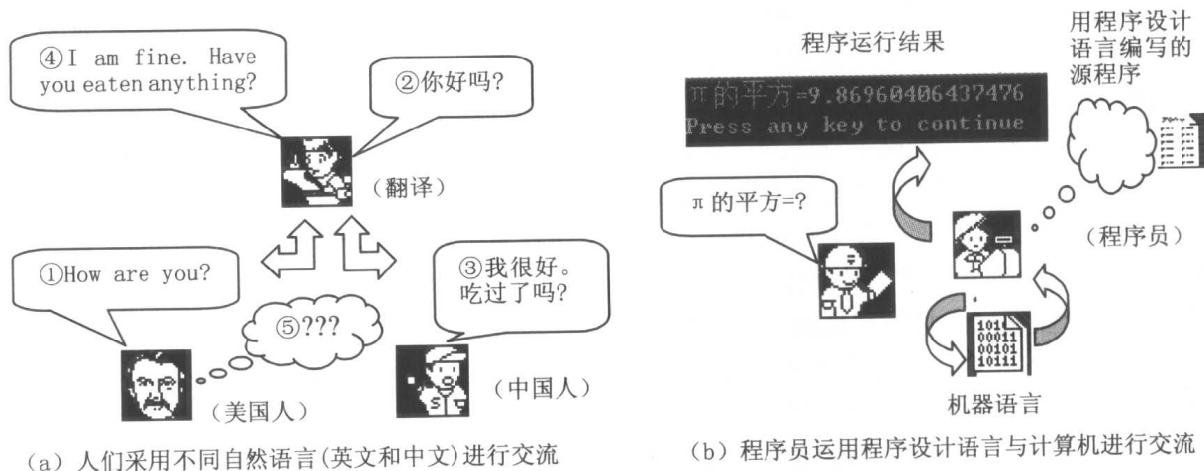 ④I am fine. Have
you eaten anything?
②你好吗?
(翻译)
①How are you?
③我很好。
吃过了吗?
⑤???
(美国人)
(中国人)
(a) 人们采用不同自然语言(英文和中文)进行交流
程序运行结果
用程序设计
语言编写的
源程序
π的平方=9.86960406437476
Press any key to continue
π的平方=?
(程序员)
00011
00101
10111
机器语言
(b) 程序员运用程序设计语言与计算机进行交流